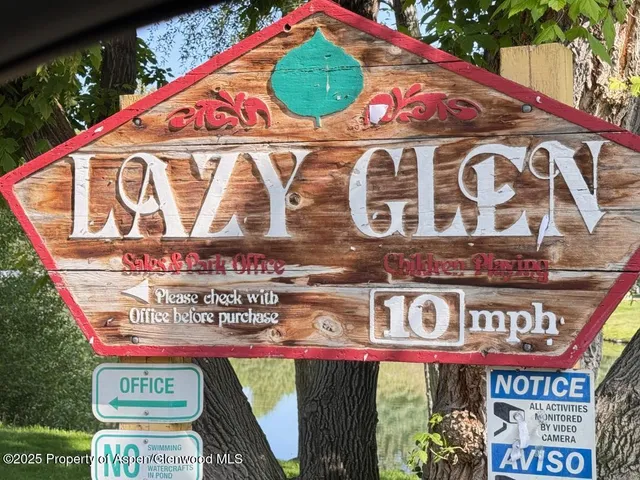 LAZY GLEN
Sales & Park Office
Children Playing
Please check with
Office before purchase
10 mph
OFFICE
NO SWIMMING
WATERCRAFTS
IN POND
NOTICE
ALL ACTIVITIES
MONITORED
BY VIDEO
CAMERA
AVISO
©2025 Property of Aspen/Glenwood MLS